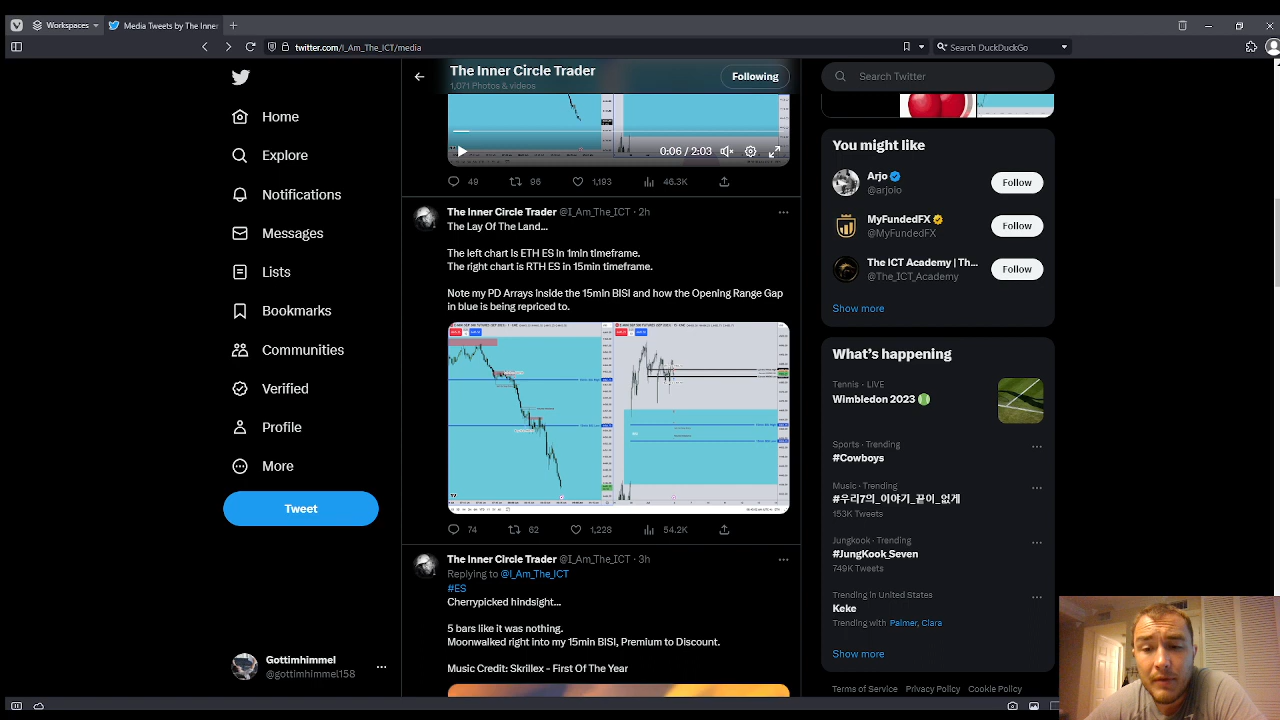 Workspaces
Media Tweets by The Inner
twitter.com/I_Am_The_ICT/media
Search DuckDuckGo
Home
Explore
Notifications
Messages
Lists
Bookmarks
Communities
Verified
Profile
More
Tweet
Gottimhimmel
@gottimhimmel158
The Inner Circle Trader
1,071 Photos & videos
Following
0:06 / 2:03
49
96
1,193
46.3K
The Inner Circle Trader @I_Am_The_ICT · 2h
The Lay Of The Land...
The left chart is ETH ES in 1min timeframe.
The right chart is RTH ES in 15min timeframe.
Note my PD Arrays inside the 15min BISI and how the Opening Range Gap
in blue is being repriced to.
74
62
1,228
54.2K
The Inner Circle Trader @I_Am_The_ICT · 3h
Replying to @I_Am_The_ICT
#ES
Cherrypicked hindsight...
5 bars like it was nothing.
Moonwalked right into my 15min BISI, Premium to Discount.
Music Credit: Skrillex - First Of The Year
Search Twitter
You might like
Arjo
@arjoio
Follow
MyFundedFX
@MyFundedFX
Follow
The ICT Academy | Th...
@The_ICT_Academy
Follow
Show more
What's happening
Tennis · LIVE
Wimbledon 2023
Sports · Trending
#Cowboys
Music · Trending
#우리7의_이야기_끝이_없게
153K Tweets
Jungkook · Trending
#JungKook_Seven
749K Tweets
Trending in United States
Keke
Trending with Palmer, Clara
Show more
Terms of Service Privacy Policy Cookie Policy